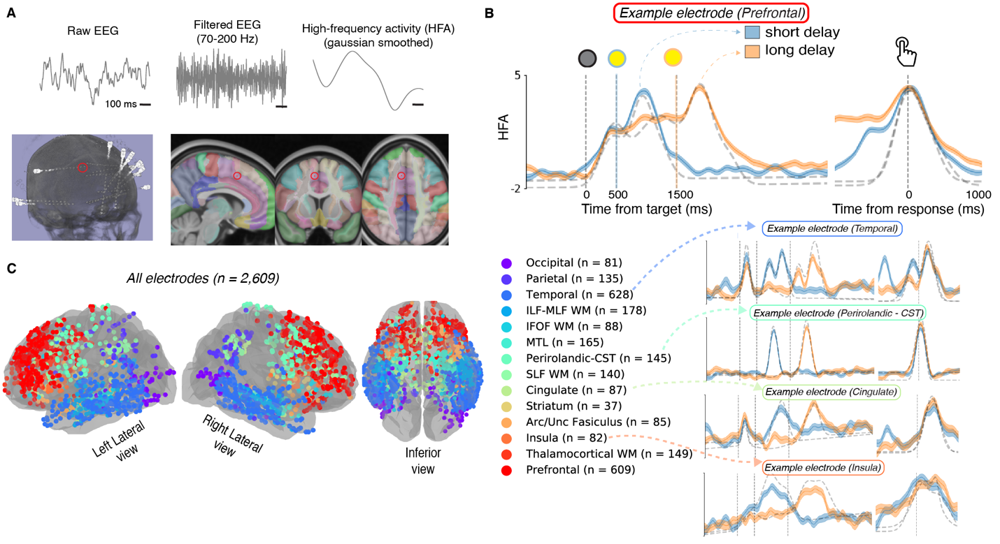 A
Raw EEG
Filtered EEG
(70-200 Hz)
High-frequency activity (HFA)
(gaussian smoothed)
100 ms
B
Example electrode (Prefrontal)
short delay
long delay
5
HFA
-2
0
500
1500
0
1000
Time from target (ms)
Time from response (ms)
C
All electrodes (n = 2,609)
Left Lateral
view
Right Lateral
view
Inferior
view
Occipital (n = 81)
Parietal (n = 135)
Temporal (n = 628)
ILF-MLF WM (n = 178)
IFOF WM (n = 88)
MTL (n = 165)
Perirolandic-CST (n = 145)
SLF WM (n = 140)
Cingulate (n = 87)
Striatum (n = 37)
Arc/Unc Fasiculus (n = 85)
Insula (n = 82)
Thalamocortical WM (n = 149)
Prefrontal (n = 609)
Example electrode (Temporal)
Example electrode (Perirolandic - CST)
Example electrode (Cingulate)
Example electrode (Insula)